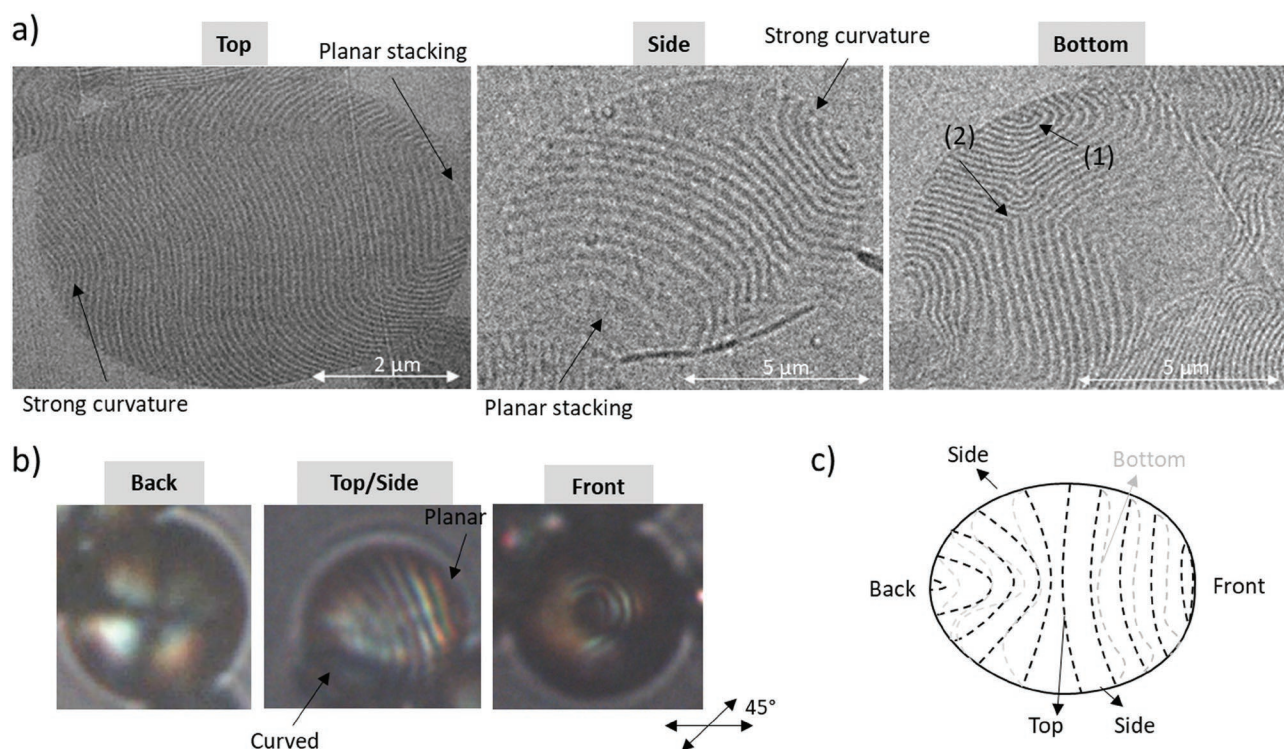 a)
Top
Planar stacking
Side
Strong curvature
Bottom
(2)
(1)
2 µm
5 µm
5 µm
Strong curvature
Planar stacking
b)
Back
Top/Side
Front
Planar
Curved
45°
c)
Side
Bottom
Back
Front
Top
Side